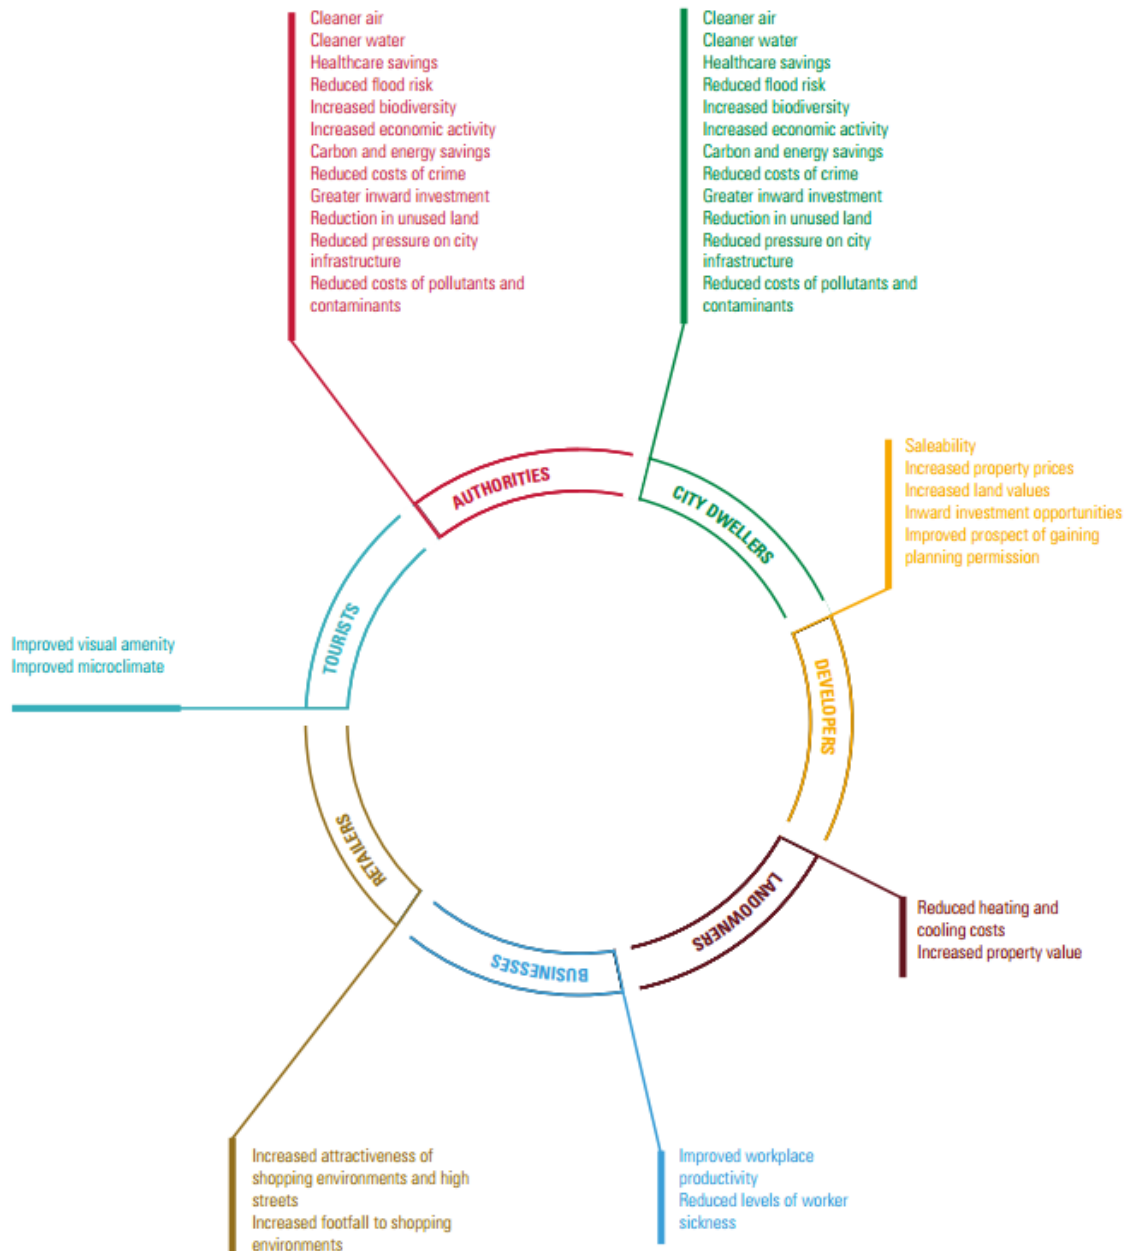 Cleaner air
Cleaner water
Healthcare savings
Reduced flood risk
Increased biodiversity
Increased economic activity
Carbon and energy savings
Reduced costs of crime
Greater inward investment
Reduction in unused land
Reduced pressure on city
infrastructure
Reduced costs of pollutants and
contaminants
Cleaner air
Cleaner water
Healthcare savings
Reduced flood risk
Increased biodiversity
Increased economic activity
Carbon and energy savings
Reduced costs of crime
Greater inward investment
Reduction in unused land
Reduced pressure on city
infrastructure
Reduced costs of pollutants and
contaminants
Saleability
Increased property prices
Increased land values
Inward investment opportunities
Improved prospect of gaining
planning permission
AUTHORITIES
CITY DWELLERS
DEVELOPERS
LANDOWNERS
BUSINESSES
RETAILERS
TOURISTS
Improved visual amenity
Improved microclimate
Reduced heating and
cooling costs
Increased property value
Increased attractiveness of
shopping environments and high
streets
Increased footfall to shopping
environments
Improved workplace
productivity
Reduced levels of worker
sickness